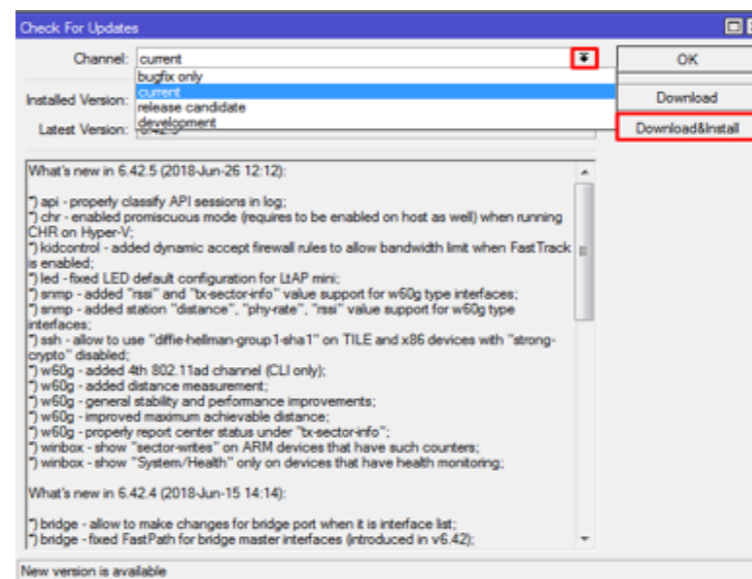 Check For Updates
Channel: current
OK
bugfix only
current
Installed Version:
release candidate
Download
development
Latest Version:
Download&Install
What's new in 6.42.5 (2018-Jun-26 12:12):
*) api - properly classify API sessions in log;
*) chr - enabled promiscuous mode (requires to be enabled on host as well) when running
CHR on Hyper-V;
*) kidcontrol - added dynamic accept firewall rules to allow bandwidth limit when FastTrack
is enabled;
*) led - fixed LED default configuration for LtAP mini;
*) snmp - added "rssi" and "tx-sector-info" value support for w60g type interfaces;
*) snmp - added station "distance", "phy-rate", "rssi" value support for w60g type
interfaces;
*) ssh - allow to use "diffie-hellman-group1-sha1" on TILE and x86 devices with "strong-
crypto" disabled;
*) w60g - added 4th 802.11ad channel (CLI only);
*) w60g - added distance measurement;
*) w60g - general stability and performance improvements;
*) w60g - improved maximum achievable distance;
*) w60g - properly report center status under "tx-sector-info";
*) winbox - show "sector-writes" on ARM devices that have such counters;
*) winbox - show "System/Health" only on devices that have health monitoring;
What's new in 6.42.4 (2018-Jun-15 14:14):
*) bridge - allow to make changes for bridge port when it is interface list;
*) bridge - fixed FastPath for bridge master interfaces (introduced in v6.42);
New version is available